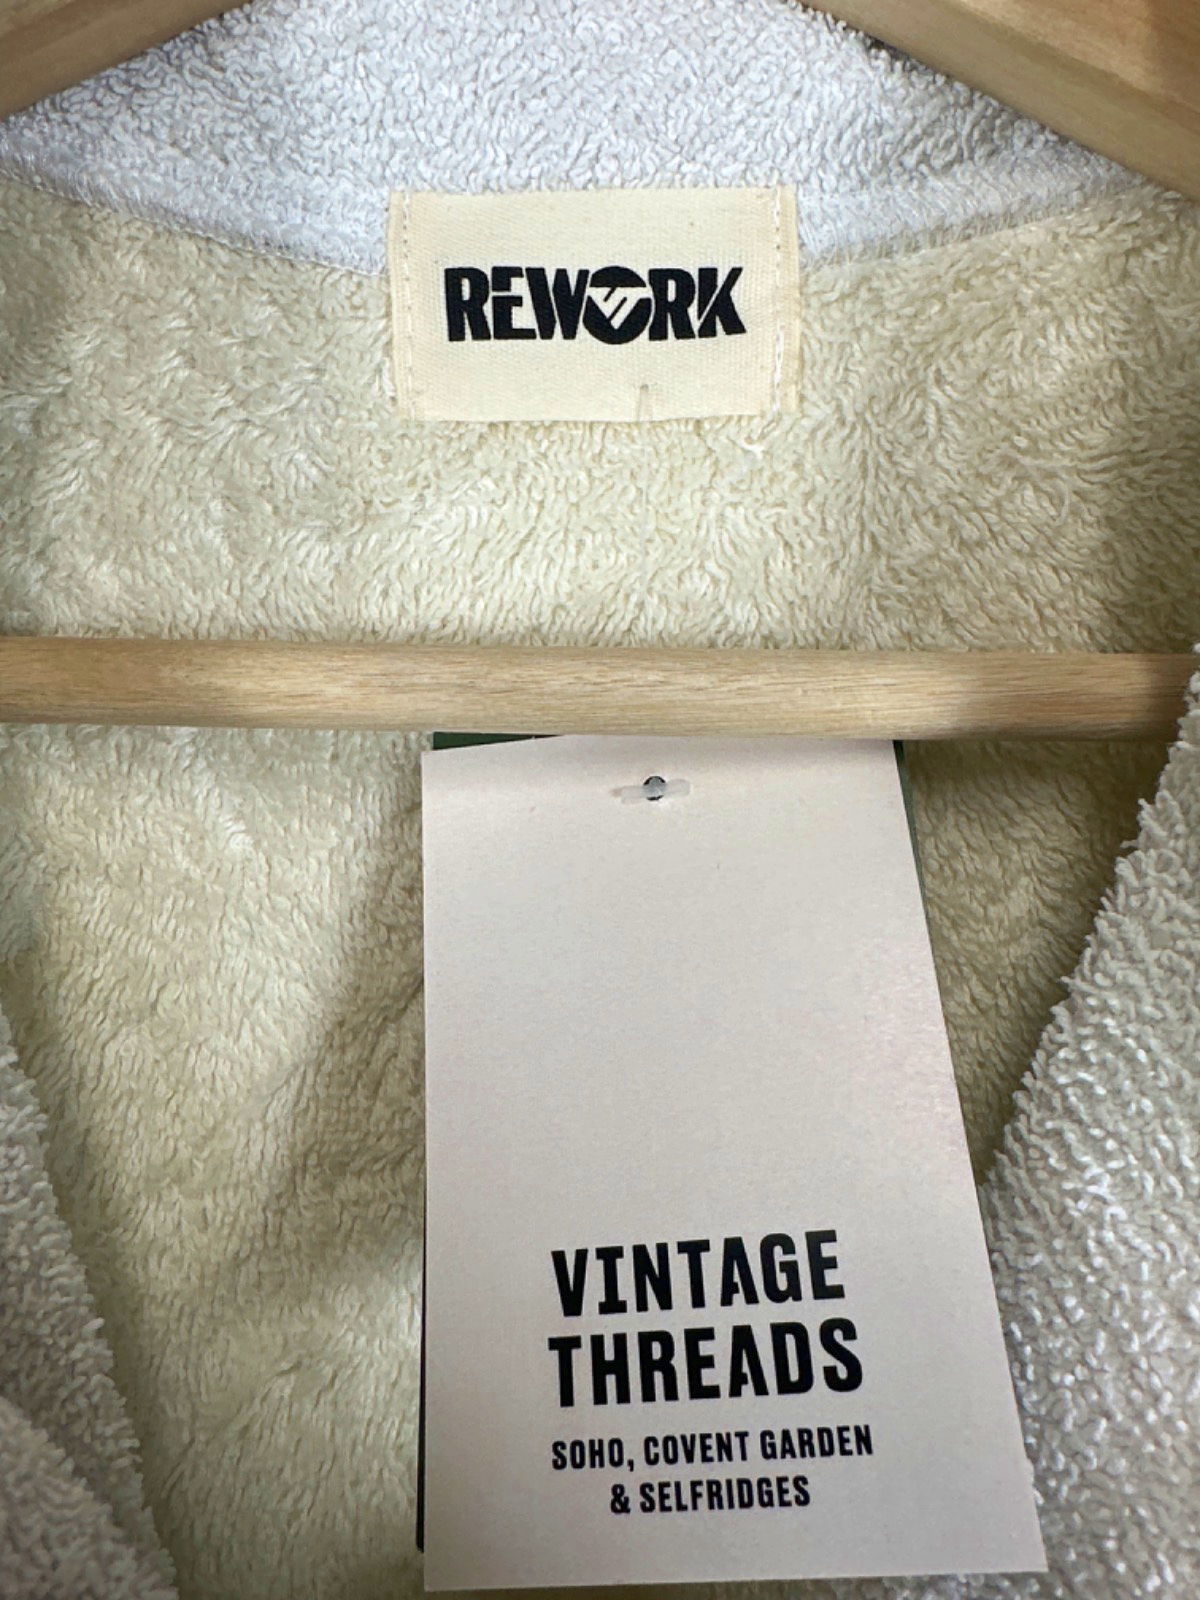 REWORK
VINTAGE
THREADS
SOHO, COVENT GARDEN
& SELFRIDGES